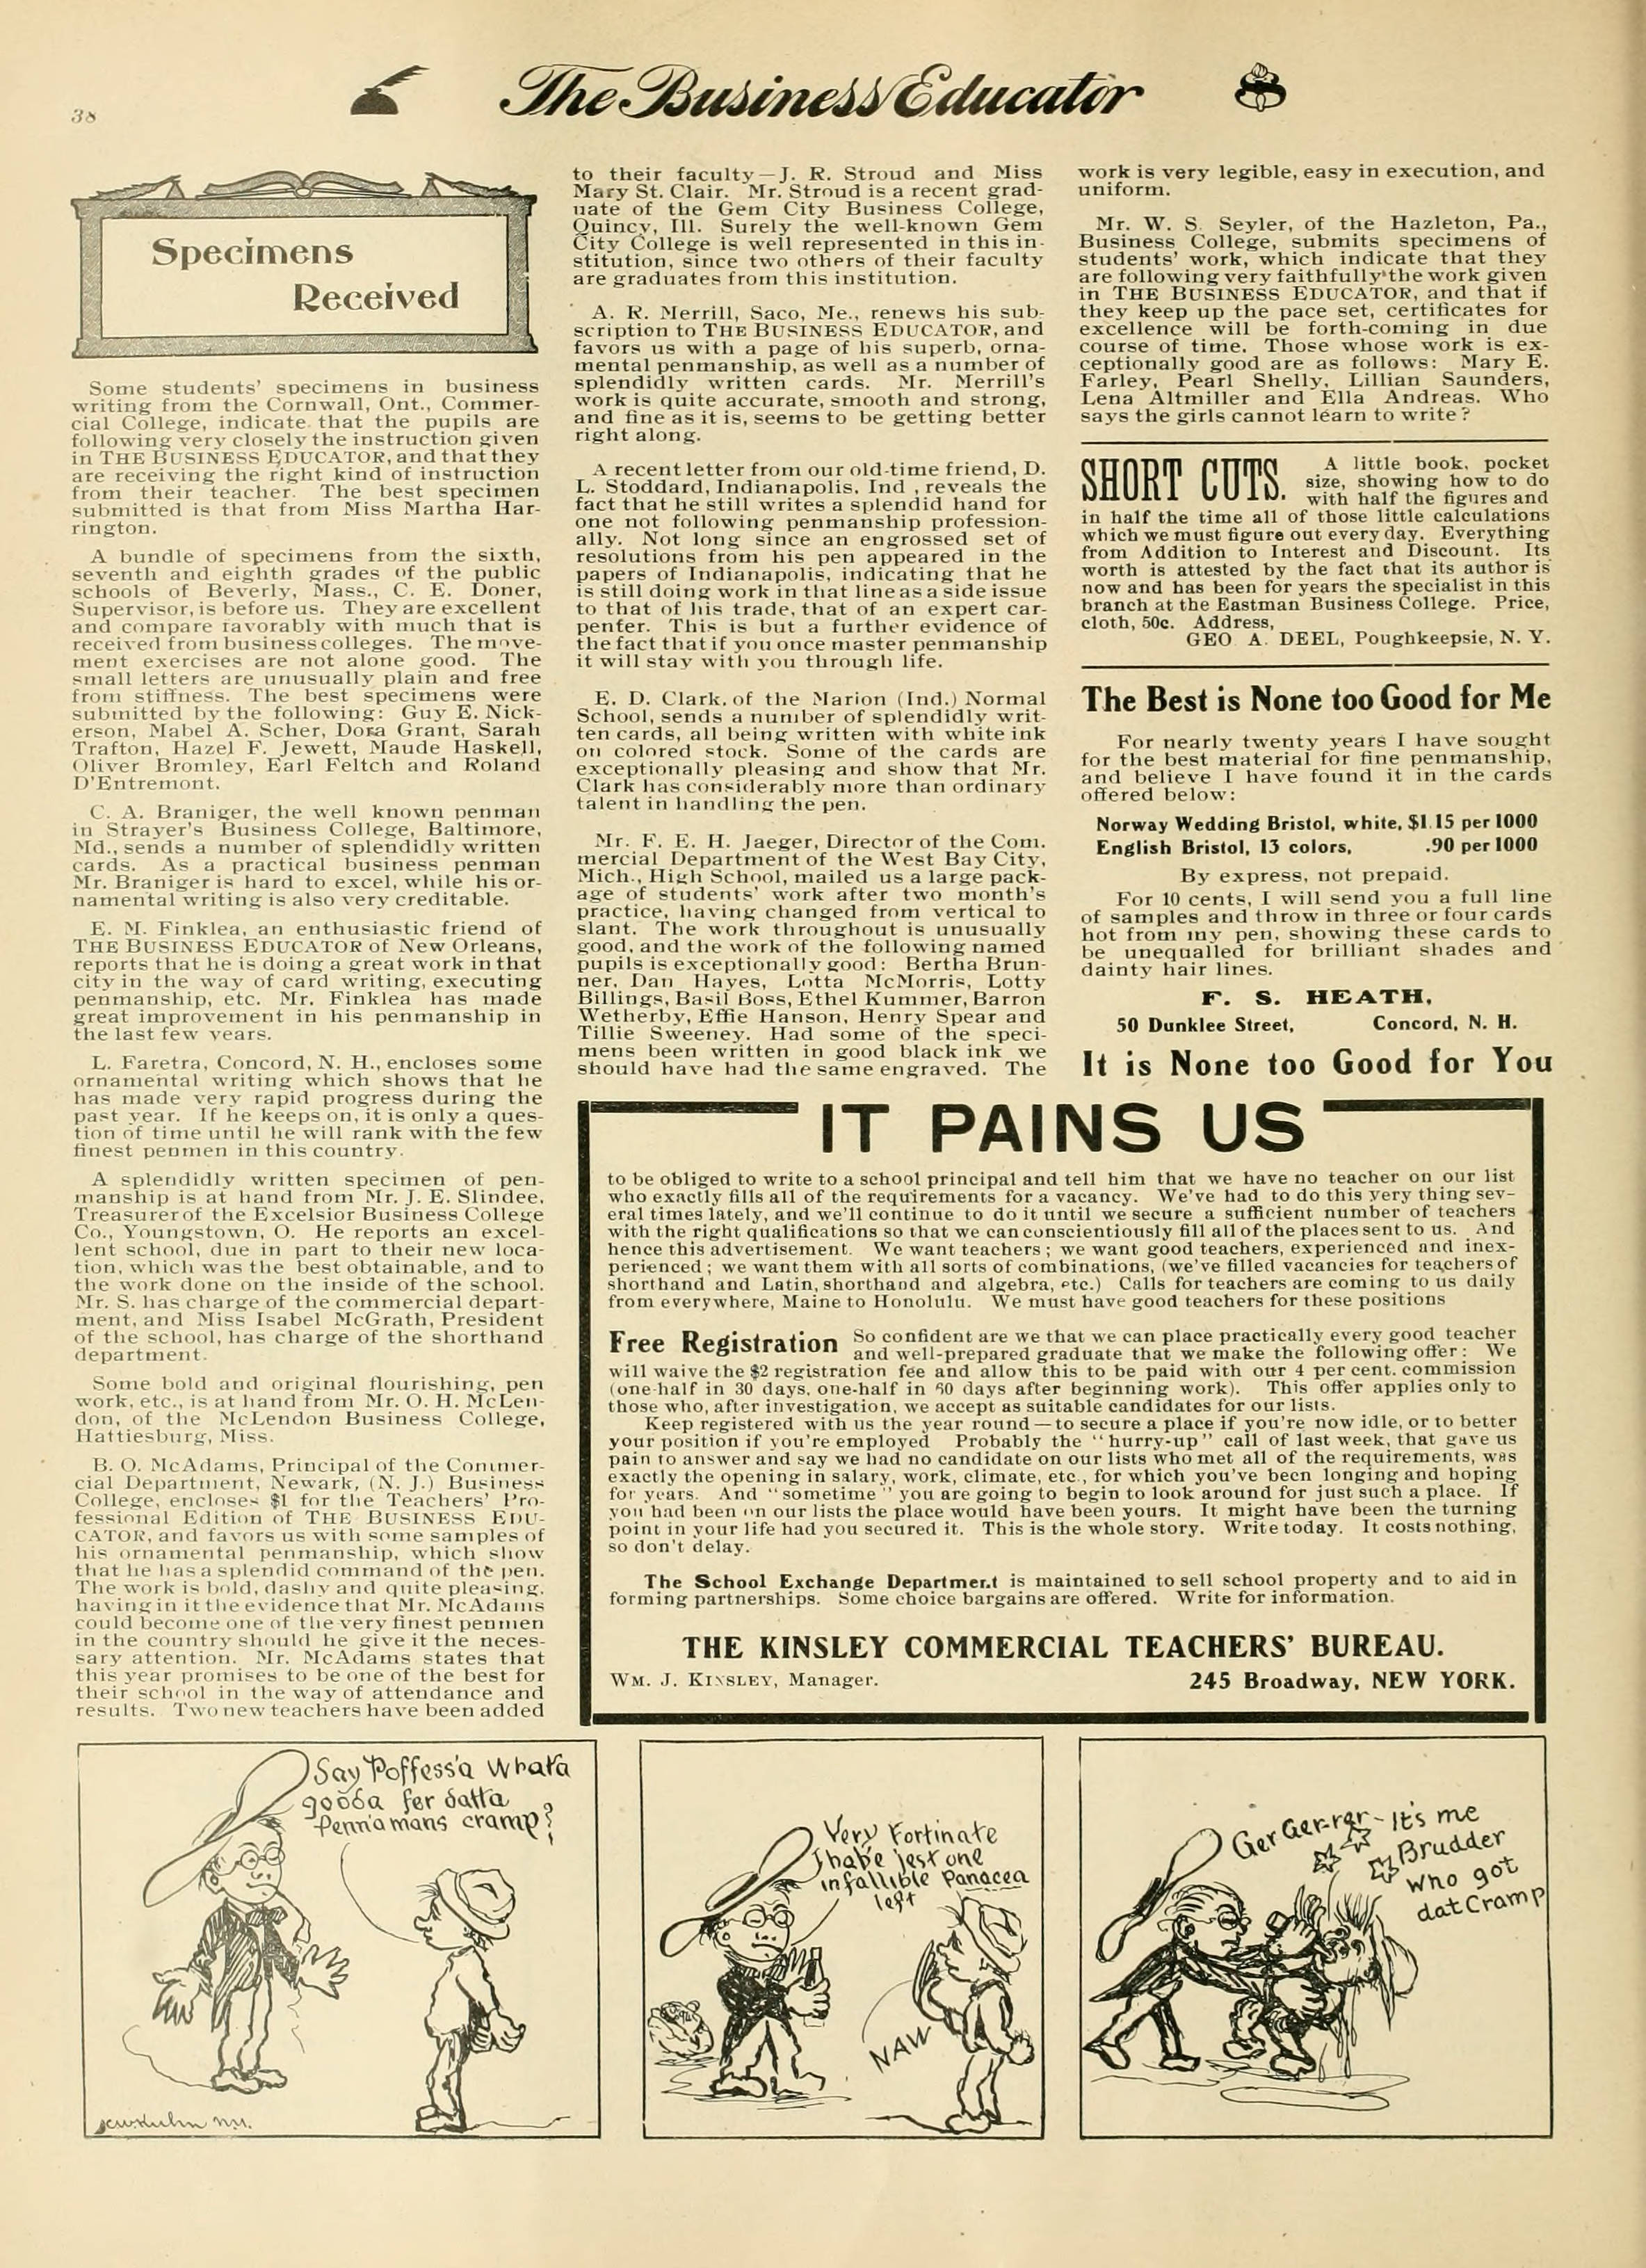 38
The Business Educator
Specimens
Received
Some students' specimens in business
writing from the Cornwall, Ont., Commer-
cial College, indicate that the pupils are
following very closely the instruction given
in THE BUSINESS EDUCATOR, and that they
are receiving the right kind of instruction
from their teacher. The best specimen
submitted is that from Miss Martha Har-
rington.
A bundle of specimens from the sixth,
seventh and eighth grades of the public
schools of Beverly, Mass., C. E. Doner,
Supervisor, is before us. They are excellent
and compare favorably with much that is
received from business colleges. The move-
ment exercises are not alone good. The
small letters are unusually plain and free
from stiffness. The best specimens were
submitted by the following: Guy E. Nick-
erson, Mabel A. Scher, Dora Grant, Sarah
Trafton, Hazel F. Jewett, Maude Haskell,
Oliver Bromley, Earl Feltch and Roland
D'Entremont.
C. A. Braniger, the well known penman
in Strayer's Business College, Baltimore,
Md., sends a number of splendidly written
cards. As a practical business penman
Mr. Braniger is hard to excel, while his or-
namental writing is also very creditable.
E. M. Finklea, an enthusiastic friend of
THE BUSINESS EDUCATOR of New Orleans,
reports that he is doing a great work in that
city in the way of card writing, executing
penmanship, etc. Mr. Finklea has made
great improvement in his penmanship in
the last few years.
L. Faretra, Concord, N. H., encloses some
ornamental writing which shows that he
has made very rapid progress during the
past year. If he keeps on, it is only a ques-
tion of time until he will rank with the few
finest penmen in this country.
A splendidly written specimen of pen-
manship is at hand from Mr. J. E. Slindee,
Treasurer of the Excelsior Business College
Co., Youngstown, O. He reports an excel-
lent school, due in part to their new loca-
tion, which was the best obtainable, and to
the work done on the inside of the school.
Mr. S. has charge of the commercial depart-
ment, and Miss Isabel McGrath, President
of the school, has charge of the shorthand
department.
Some bold and original flourishing, pen
work, etc., is at hand from Mr. O. H. McLen-
don, of the McLendon Business College,
Hattiesburg, Miss.
B. O. McAdams, Principal of the Commer-
cial Department, Newark, (N. J.) Business
College, encloses $1 for the Teachers' Pro-
fessional Edition of THE BUSINESS EDU-
CATOR, and favors us with some samples of
his ornamental penmanship, which show
that he has a splendid command of the pen.
The work is bold, dashy and quite pleasing,
having in it the evidence that Mr. McAdams
could become one of the very finest penmen
in the country should he give it the neces-
sary attention. Mr. McAdams states that
this year promises to be one of the best for
their school in the way of attendance and
results. Two new teachers have been added
to their faculty—J. R. Stroud and Miss
Mary St. Clair. Mr. Stroud is a recent grad-
uate of the Gem City Business College,
Quincy, Ill. Surely the well-known Gem
City College is well represented in this in-
stitution, since two others of their faculty
are graduates from this institution.
A. R. Merrill, Saco, Me., renews his sub-
scription to THE BUSINESS EDUCATOR, and
favors us with a page of his superb, orna-
mental penmanship, as well as a number of
splendidly written cards. Mr. Merrill's
work is quite accurate, smooth and strong,
and fine as it is, seems to be getting better
right along.
A recent letter from our old-time friend, D.
L. Stoddard, Indianapolis, Ind , reveals the
fact that he still writes a splendid hand for
one not following penmanship profession-
ally. Not long since an engrossed set of
resolutions from his pen appeared in the
papers of Indianapolis, indicating that he
is still doing work in that line as a side issue
to that of his trade, that of an expert car-
penter. This is but a further evidence of
the fact that if you once master penmanship
it will stay with you through life.
E. D. Clark, of the Marion (Ind.) Normal
School, sends a number of splendidly writ-
ten cards, all being written with white ink
on colored stock. Some of the cards are
exceptionally pleasing and show that Mr.
Clark has considerably more than ordinary
talent in handling the pen.
Mr. F. E. H. Jaeger, Director of the Com.
mercial Department of the West Bay City,
Mich., High School, mailed us a large pack-
age of students' work after two month's
practice, having changed from vertical to
slant. The work throughout is unusually
good, and the work of the following named
pupils is exceptionally good: Bertha Brun-
ner, Dan Hayes, Lotta McMorris, Lotty
Billings, Basil Boss, Ethel Kummer, Barron
Wetherby, Effie Hanson, Henry Spear and
Tillie Sweeney. Had some of the speci-
mens been written in good black ink we
should have had the same engraved. The
work is very legible, easy in execution, and
uniform.
Mr. W. S. Seyler, of the Hazleton, Pa.,
Business College, submits specimens of
students' work, which indicate that they
are following very faithfully the work given
in THE BUSINESS EDUCATOR, and that if
they keep up the pace set, certificates for
excellence will be forth-coming in due
course of time. Those whose work is ex-
ceptionally good are as follows: Mary E.
Farley, Pearl Shelly, Lillian Saunders,
Lena Altmiller and Ella Andreas. Who
says the girls cannot learn to write?
SHORT CUTS. A little book, pocket
size, showing how to do
with half the figures and
in half the time all of those little calculations
which we must figure out every day. Everything
from Addition to Interest and Discount. Its
worth is attested by the fact that its author is
now and has been for years the specialist in this
branch at the Eastman Business College. Price,
cloth, 50c. Address,
GEO A. DEEL, Poughkeepsie, N. Y.
The Best is None too Good for Me
For nearly twenty years I have sought
for the best material for fine penmanship,
and believe I have found it in the cards
offered below:
Norway Wedding Bristol, white, $1.15 per 1000
English Bristol, 13 colors, .90 per 1000
By express, not prepaid.
For 10 cents, I will send you a full line
of samples and throw in three or four cards
hot from my pen, showing these cards to
be unequalled for brilliant shades and
dainty hair lines.
F. S. HEATH,
50 Dunklee Street, Concord, N. H.
It is None too Good for You
IT PAINS US
to be obliged to write to a school principal and tell him that we have no teacher on our list
who exactly fills all of the requirements for a vacancy. We've had to do this very thing sev-
eral times lately, and we'll continue to do it until we secure a sufficient number of teachers
with the right qualifications so that we can conscientiously fill all of the places sent to us. And
hence this advertisement. We want teachers; we want good teachers, experienced and inex-
perienced; we want them with all sorts of combinations, (we've filled vacancies for teachers of
shorthand and Latin, shorthand and algebra, etc.) Calls for teachers are coming to us daily
from everywhere, Maine to Honolulu. We must have good teachers for these positions
Free Registration So confident are we that we can place practically every good teacher
and well-prepared graduate that we make the following offer: We
will waive the $2 registration fee and allow this to be paid with our 4 per cent. commission
(one-half in 30 days, one-half in 60 days after beginning work). This offer applies only to
those who, after investigation, we accept as suitable candidates for our lists.
Keep registered with us the year round—to secure a place if you're now idle, or to better
your position if you're employed Probably the "hurry-up" call of last week, that gave us
pain to answer and say we had no candidate on our lists who met all of the requirements, was
exactly the opening in salary, work, climate, etc., for which you've been longing and hoping
for years. And "sometime" you are going to begin to look around for just such a place. If
you had been on our lists the place would have been yours. It might have been the turning
point in your life had you secured it. This is the whole story. Write today. It costs nothing,
so don't delay.
The School Exchange Department is maintained to sell school property and to aid in
forming partnerships. Some choice bargains are offered. Write for information.
THE KINSLEY COMMERCIAL TEACHERS' BUREAU.
WM. J. KINSLEY, Manager. 245 Broadway, NEW YORK.
Say Poffess'a Whata
gooda fer datta
Penn'amans cramp?
Very Fortinate
I habe jest one
infallible Panacea
left
NAW
Ger Ger-rer - It's me
Brudder
who got
dat Cramp